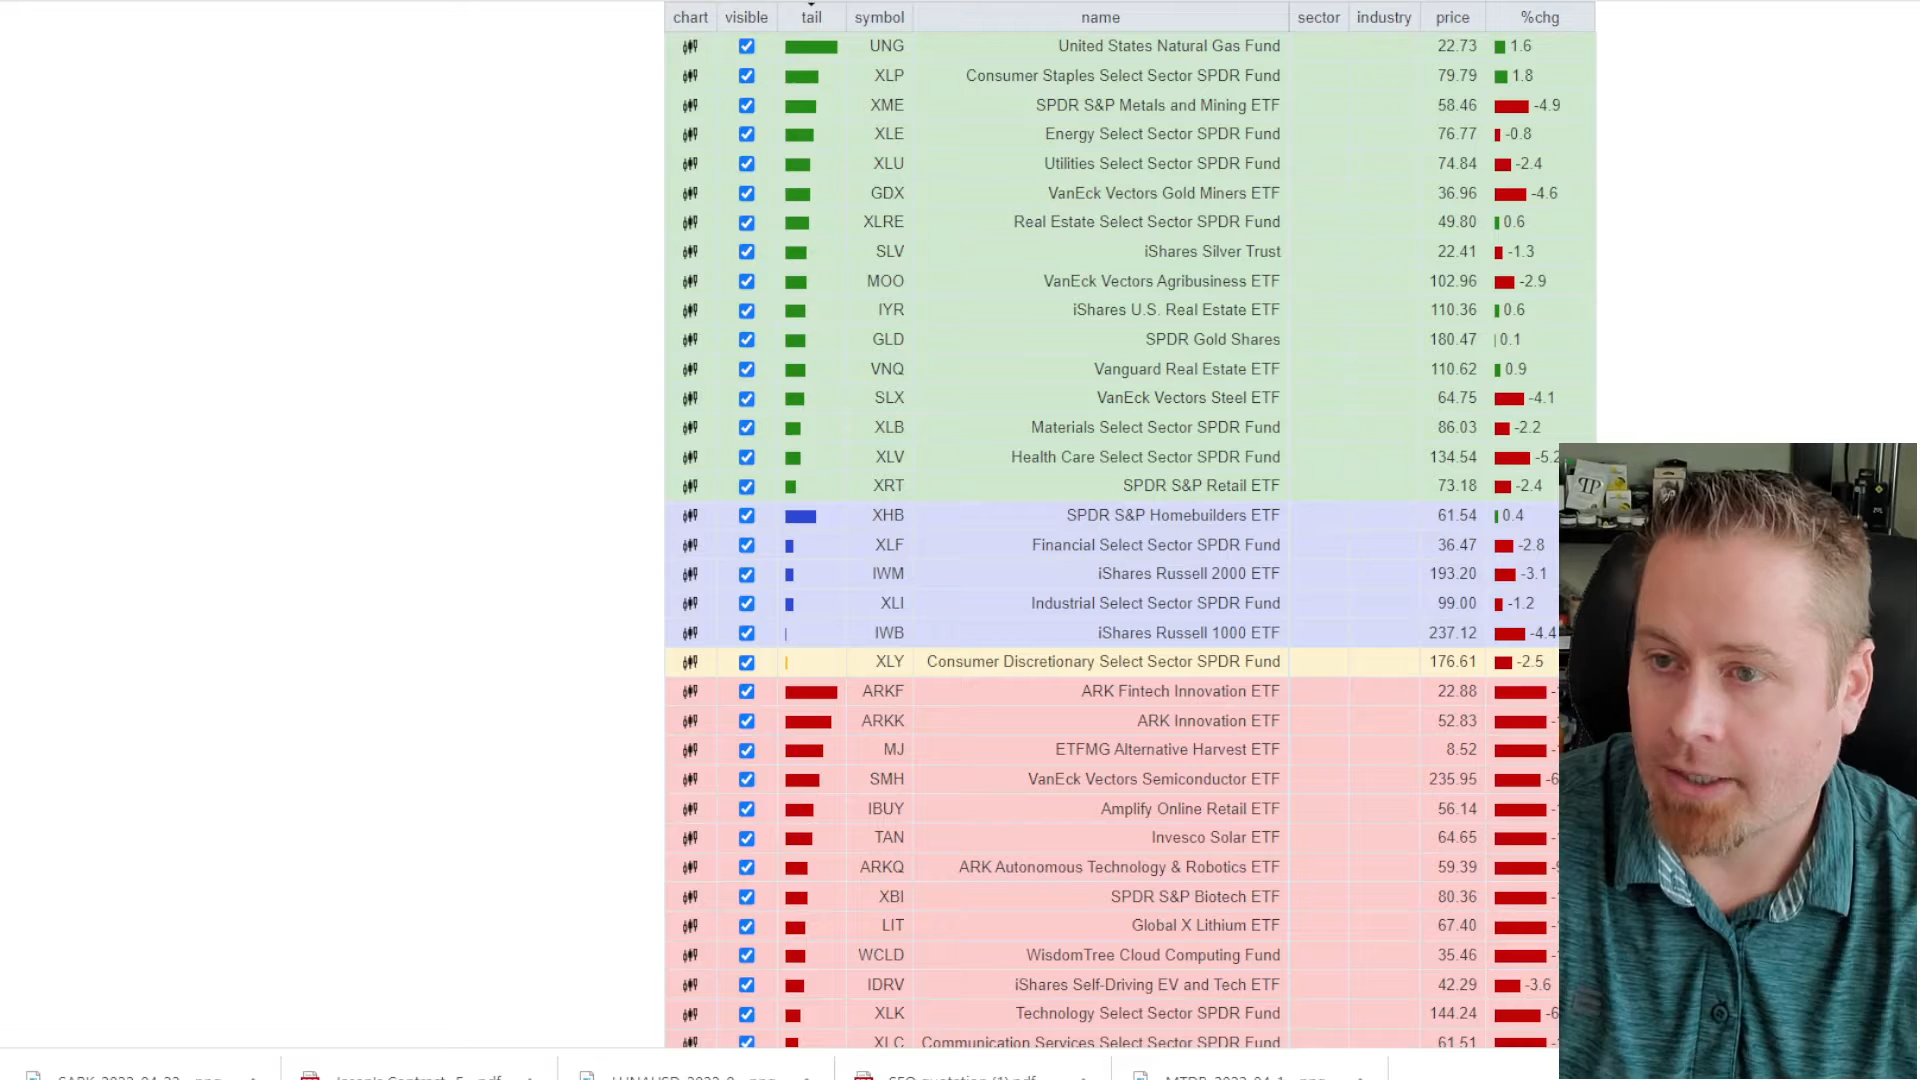 chart visible tail symbol name sector industry price %chg
UNG United States Natural Gas Fund 22.73 1.6
XLP Consumer Staples Select Sector SPDR Fund 79.79 1.8
XME SPDR S&P Metals and Mining ETF 58.46 -4.9
XLE Energy Select Sector SPDR Fund 76.77 -0.8
XLU Utilities Select Sector SPDR Fund 74.84 -2.4
GDX VanEck Vectors Gold Miners ETF 36.96 -4.6
XLRE Real Estate Select Sector SPDR Fund 49.80 0.6
SLV iShares Silver Trust 22.41 -1.3
MOO VanEck Vectors Agribusiness ETF 102.96 -2.9
IYR iShares U.S. Real Estate ETF 110.36 0.6
GLD SPDR Gold Shares 180.47 0.1
VNQ Vanguard Real Estate ETF 110.62 0.9
SLX VanEck Vectors Steel ETF 64.75 -4.1
XLB Materials Select Sector SPDR Fund 86.03 -2.2
XLV Health Care Select Sector SPDR Fund 134.54 -5.2
XRT SPDR S&P Retail ETF 73.18 -2.4
XHB SPDR S&P Homebuilders ETF 61.54 0.4
XLF Financial Select Sector SPDR Fund 36.47 -2.8
IWM iShares Russell 2000 ETF 193.20 -3.1
XLI Industrial Select Sector SPDR Fund 99.00 -1.2
IWB iShares Russell 1000 ETF 237.12 -4.4
XLY Consumer Discretionary Select Sector SPDR Fund 176.61 -2.5
ARKF ARK Fintech Innovation ETF 22.88
ARKK ARK Innovation ETF 52.83
MJ ETFMG Alternative Harvest ETF 8.52
SMH VanEck Vectors Semiconductor ETF 235.95 -6
IBUY Amplify Online Retail ETF 56.14
TAN Invesco Solar ETF 64.65
ARKQ ARK Autonomous Technology & Robotics ETF 59.39
XBI SPDR S&P Biotech ETF 80.36
LIT Global X Lithium ETF 67.40
WCLD WisdomTree Cloud Computing Fund 35.46
IDRV iShares Self-Driving EV and Tech ETF 42.29 -3.6
XLK Technology Select Sector SPDR Fund 144.24 -6
XLC Communication Services Select Sector SPDR Fund 61.51